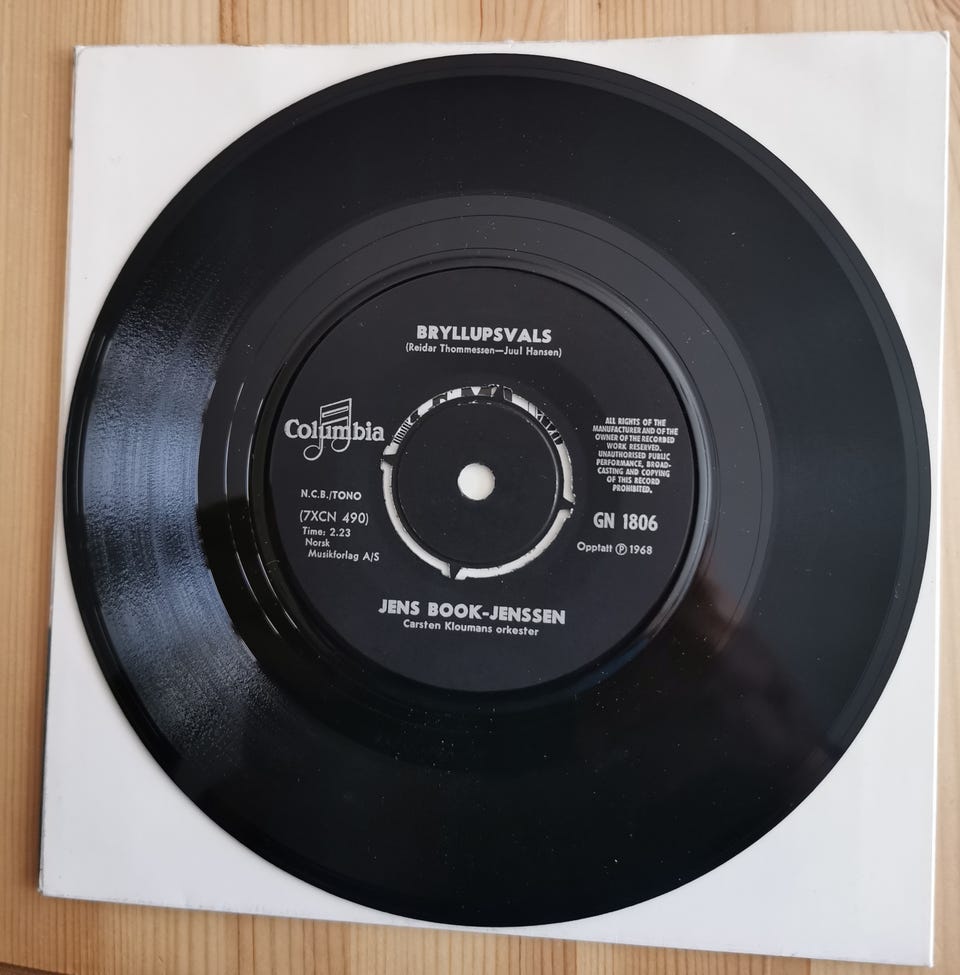 BRYLLUPSVALS
(Reidar Thommessen—Juul Hansen)
Columbia
N.C.B./TONO
(7XCN 490)
Time: 2.23
Norsk
Musikforlag A/S
ALL RIGHTS OF THE
MANUFACTURER AND OF THE
OWNER OF THE RECORDED
WORK RESERVED.
UNAUTHORISED PUBLIC
PERFORMANCE, BROAD-
CASTING AND COPYING
OF THIS RECORD
PROHIBITED.
GN 1806
Opptatt Ⓟ 1968
JENS BOOK-JENSSEN
Carsten Kloumans orkester